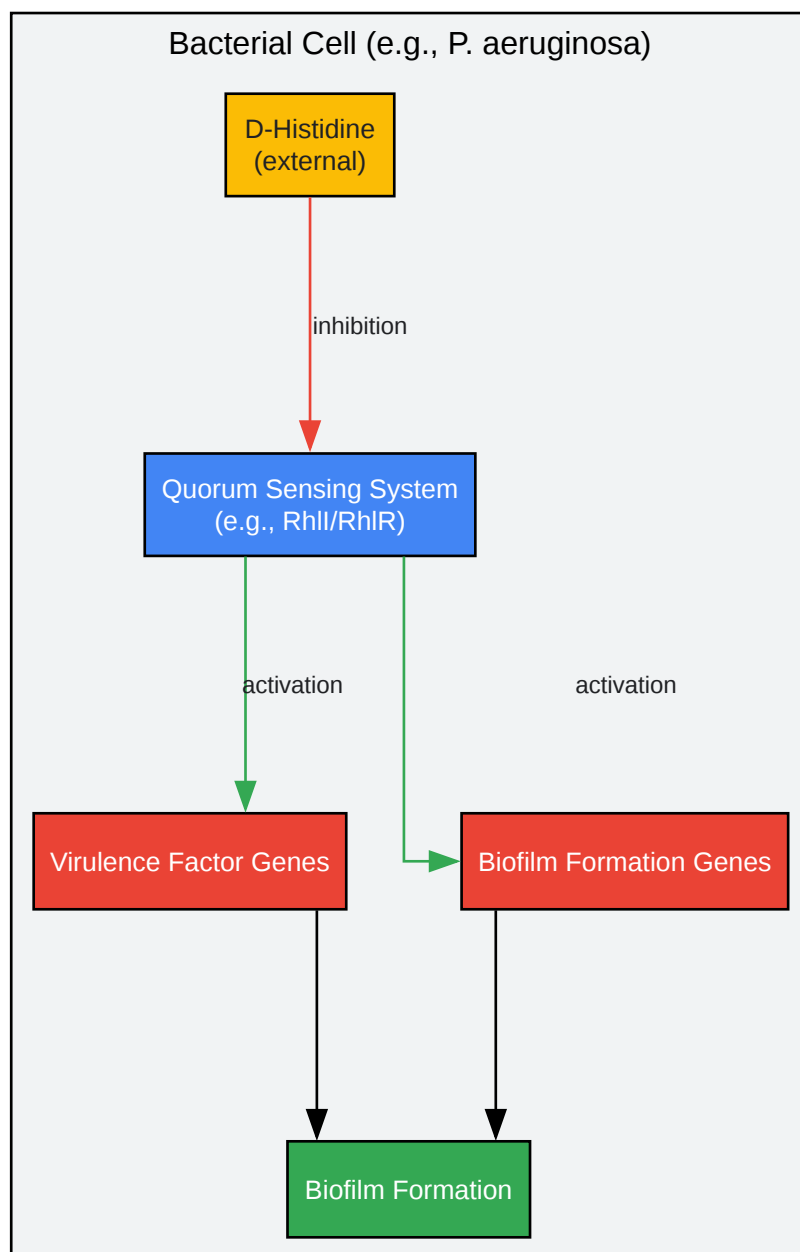 Bacterial Cell (e.g., P. aeruginosa)
D-Histidine
(external)
inhibition
Quorum Sensing System
(e.g., RhlI/RhlR)
activation
activation
Virulence Factor Genes
Biofilm Formation Genes
Biofilm Formation